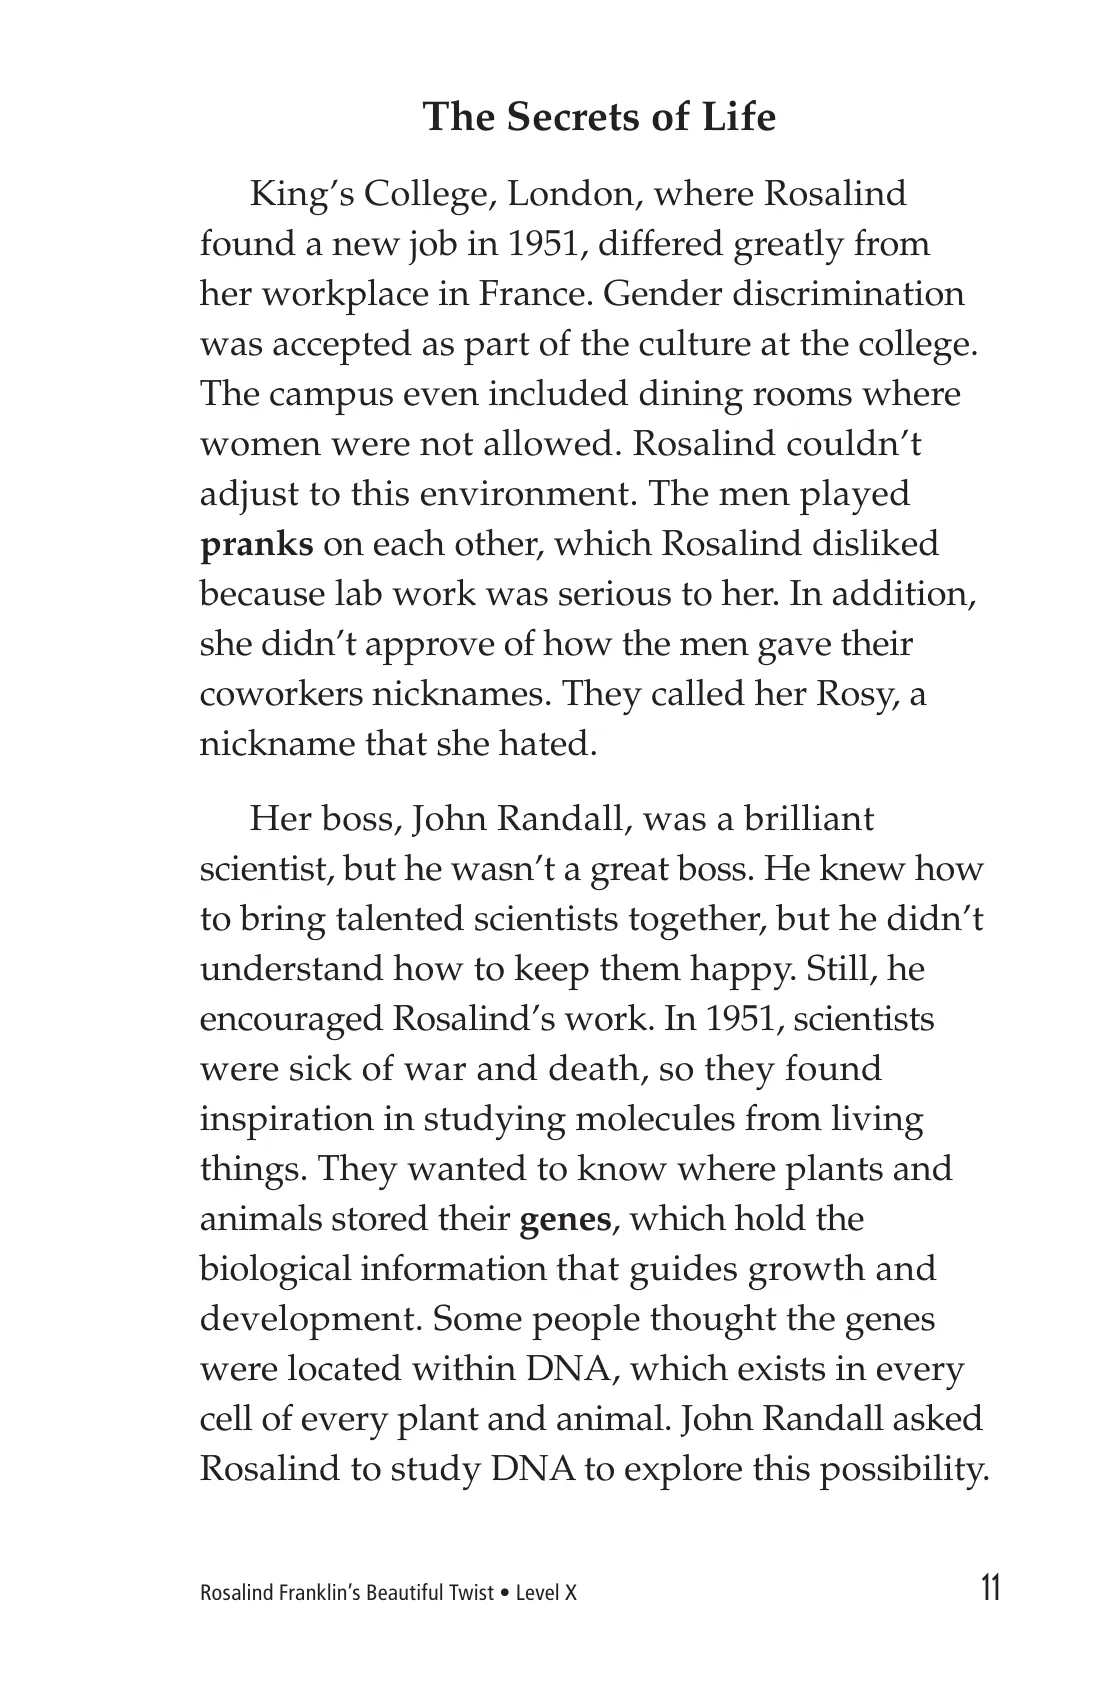 The Secrets of Life
King’s College, London, where Rosalind
found a new job in 1951, differed greatly from
her workplace in France. Gender discrimination
was accepted as part of the culture at the college.
The campus even included dining rooms where
women were not allowed. Rosalind couldn’t
adjust to this environment. The men played
pranks on each other, which Rosalind disliked
because lab work was serious to her. In addition,
she didn’t approve of how the men gave their
coworkers nicknames. They called her Rosy, a
nickname that she hated.
Her boss, John Randall, was a brilliant
scientist, but he wasn’t a great boss. He knew how
to bring talented scientists together, but he didn’t
understand how to keep them happy. Still, he
encouraged Rosalind’s work. In 1951, scientists
were sick of war and death, so they found
inspiration in studying molecules from living
things. They wanted to know where plants and
animals stored their genes, which hold the
biological information that guides growth and
development. Some people thought the genes
were located within DNA, which exists in every
cell of every plant and animal. John Randall asked
Rosalind to study DNA to explore this possibility.
Rosalind Franklin’s Beautiful Twist • Level X 11